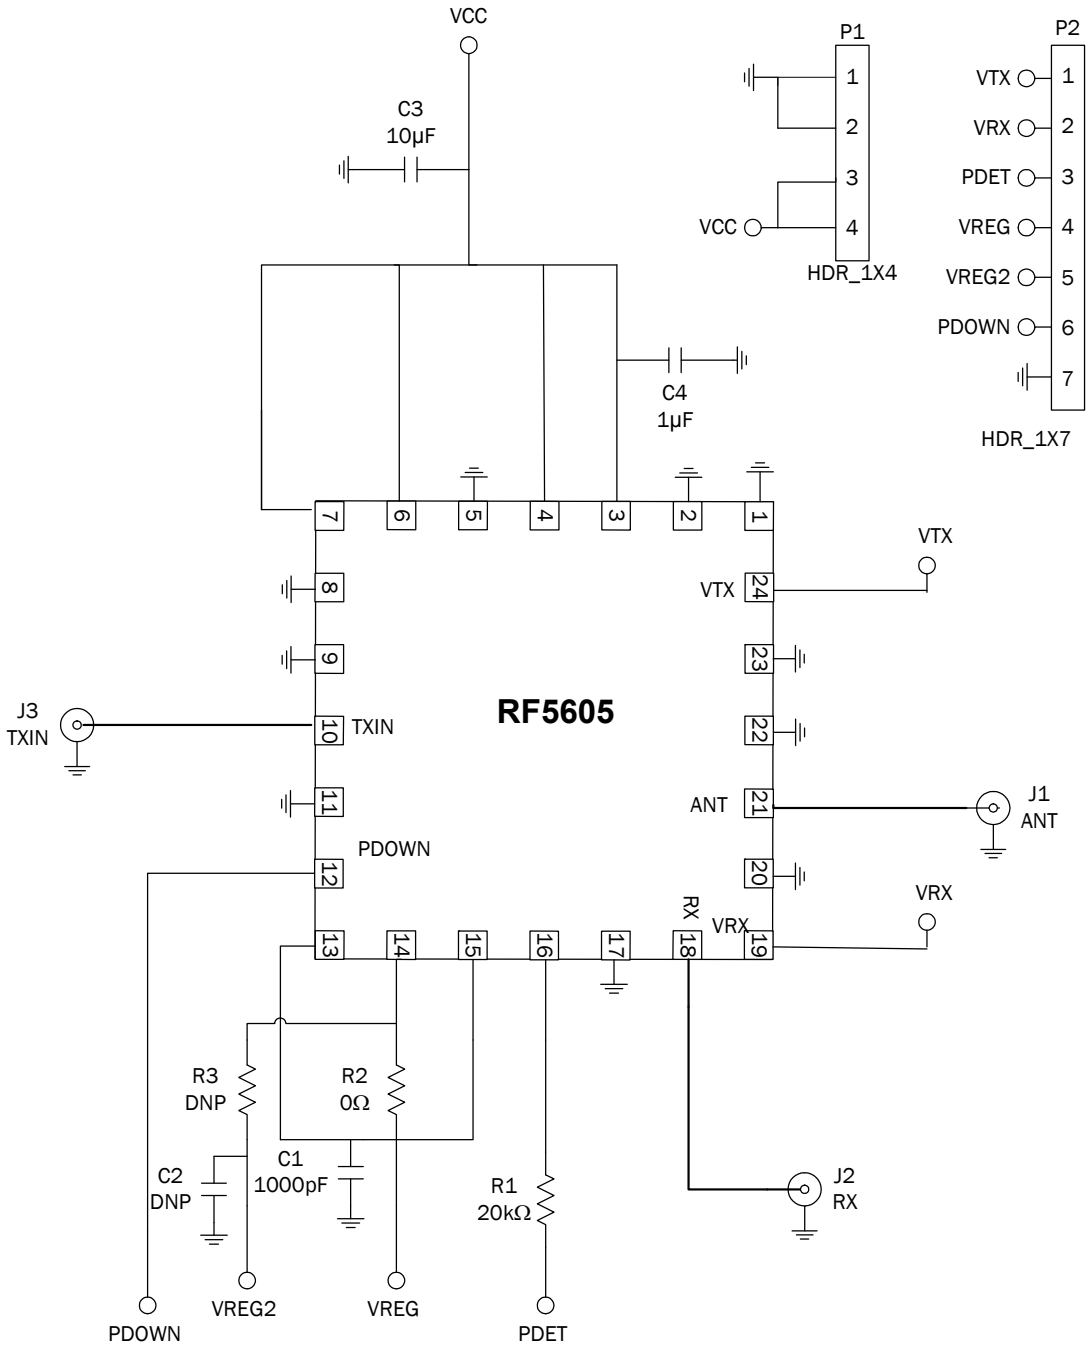 VCC
P1
P2
C3
10µF
1
2
3
4
VCC
HDR_1X4
VTX
1
VRX
2
PDET
3
VREG
4
VREG2
5
PDOWN
6
7
HDR_1X7
C4
1µF
7
6
5
4
3
2
1
VTX
VTX
24
8
9
23
J3
TXIN
10
TXIN
RF5605
22
11
ANT
21
J1
ANT
PDOWN
12
20
RX
VRX
VRX
13
14
15
16
17
18
19
R3
DNP
R2
0Ω
C2
DNP
C1
1000pF
R1
20kΩ
J2
RX
VREG2
VREG
PDOWN
PDET